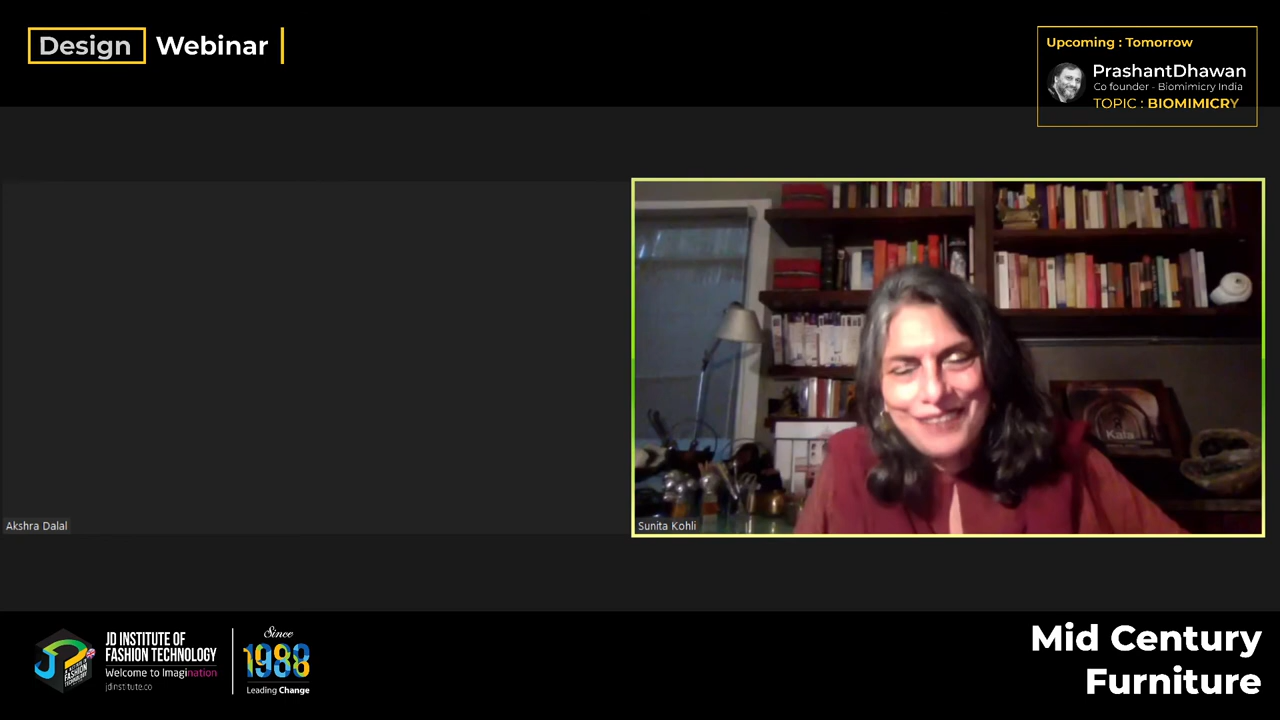 Design Webinar
Upcoming : Tomorrow
PrashantDhawan
Co founder - Biomimicry India
TOPIC : BIOMIMICRY
Kata
Akshra Dalal
Sunita Kohli
JD INSTITUTE OF
FASHION TECHNOLOGY
Welcome to Imagination
jdinstitute.co
Since
1988
Leading Change
Mid Century
Furniture